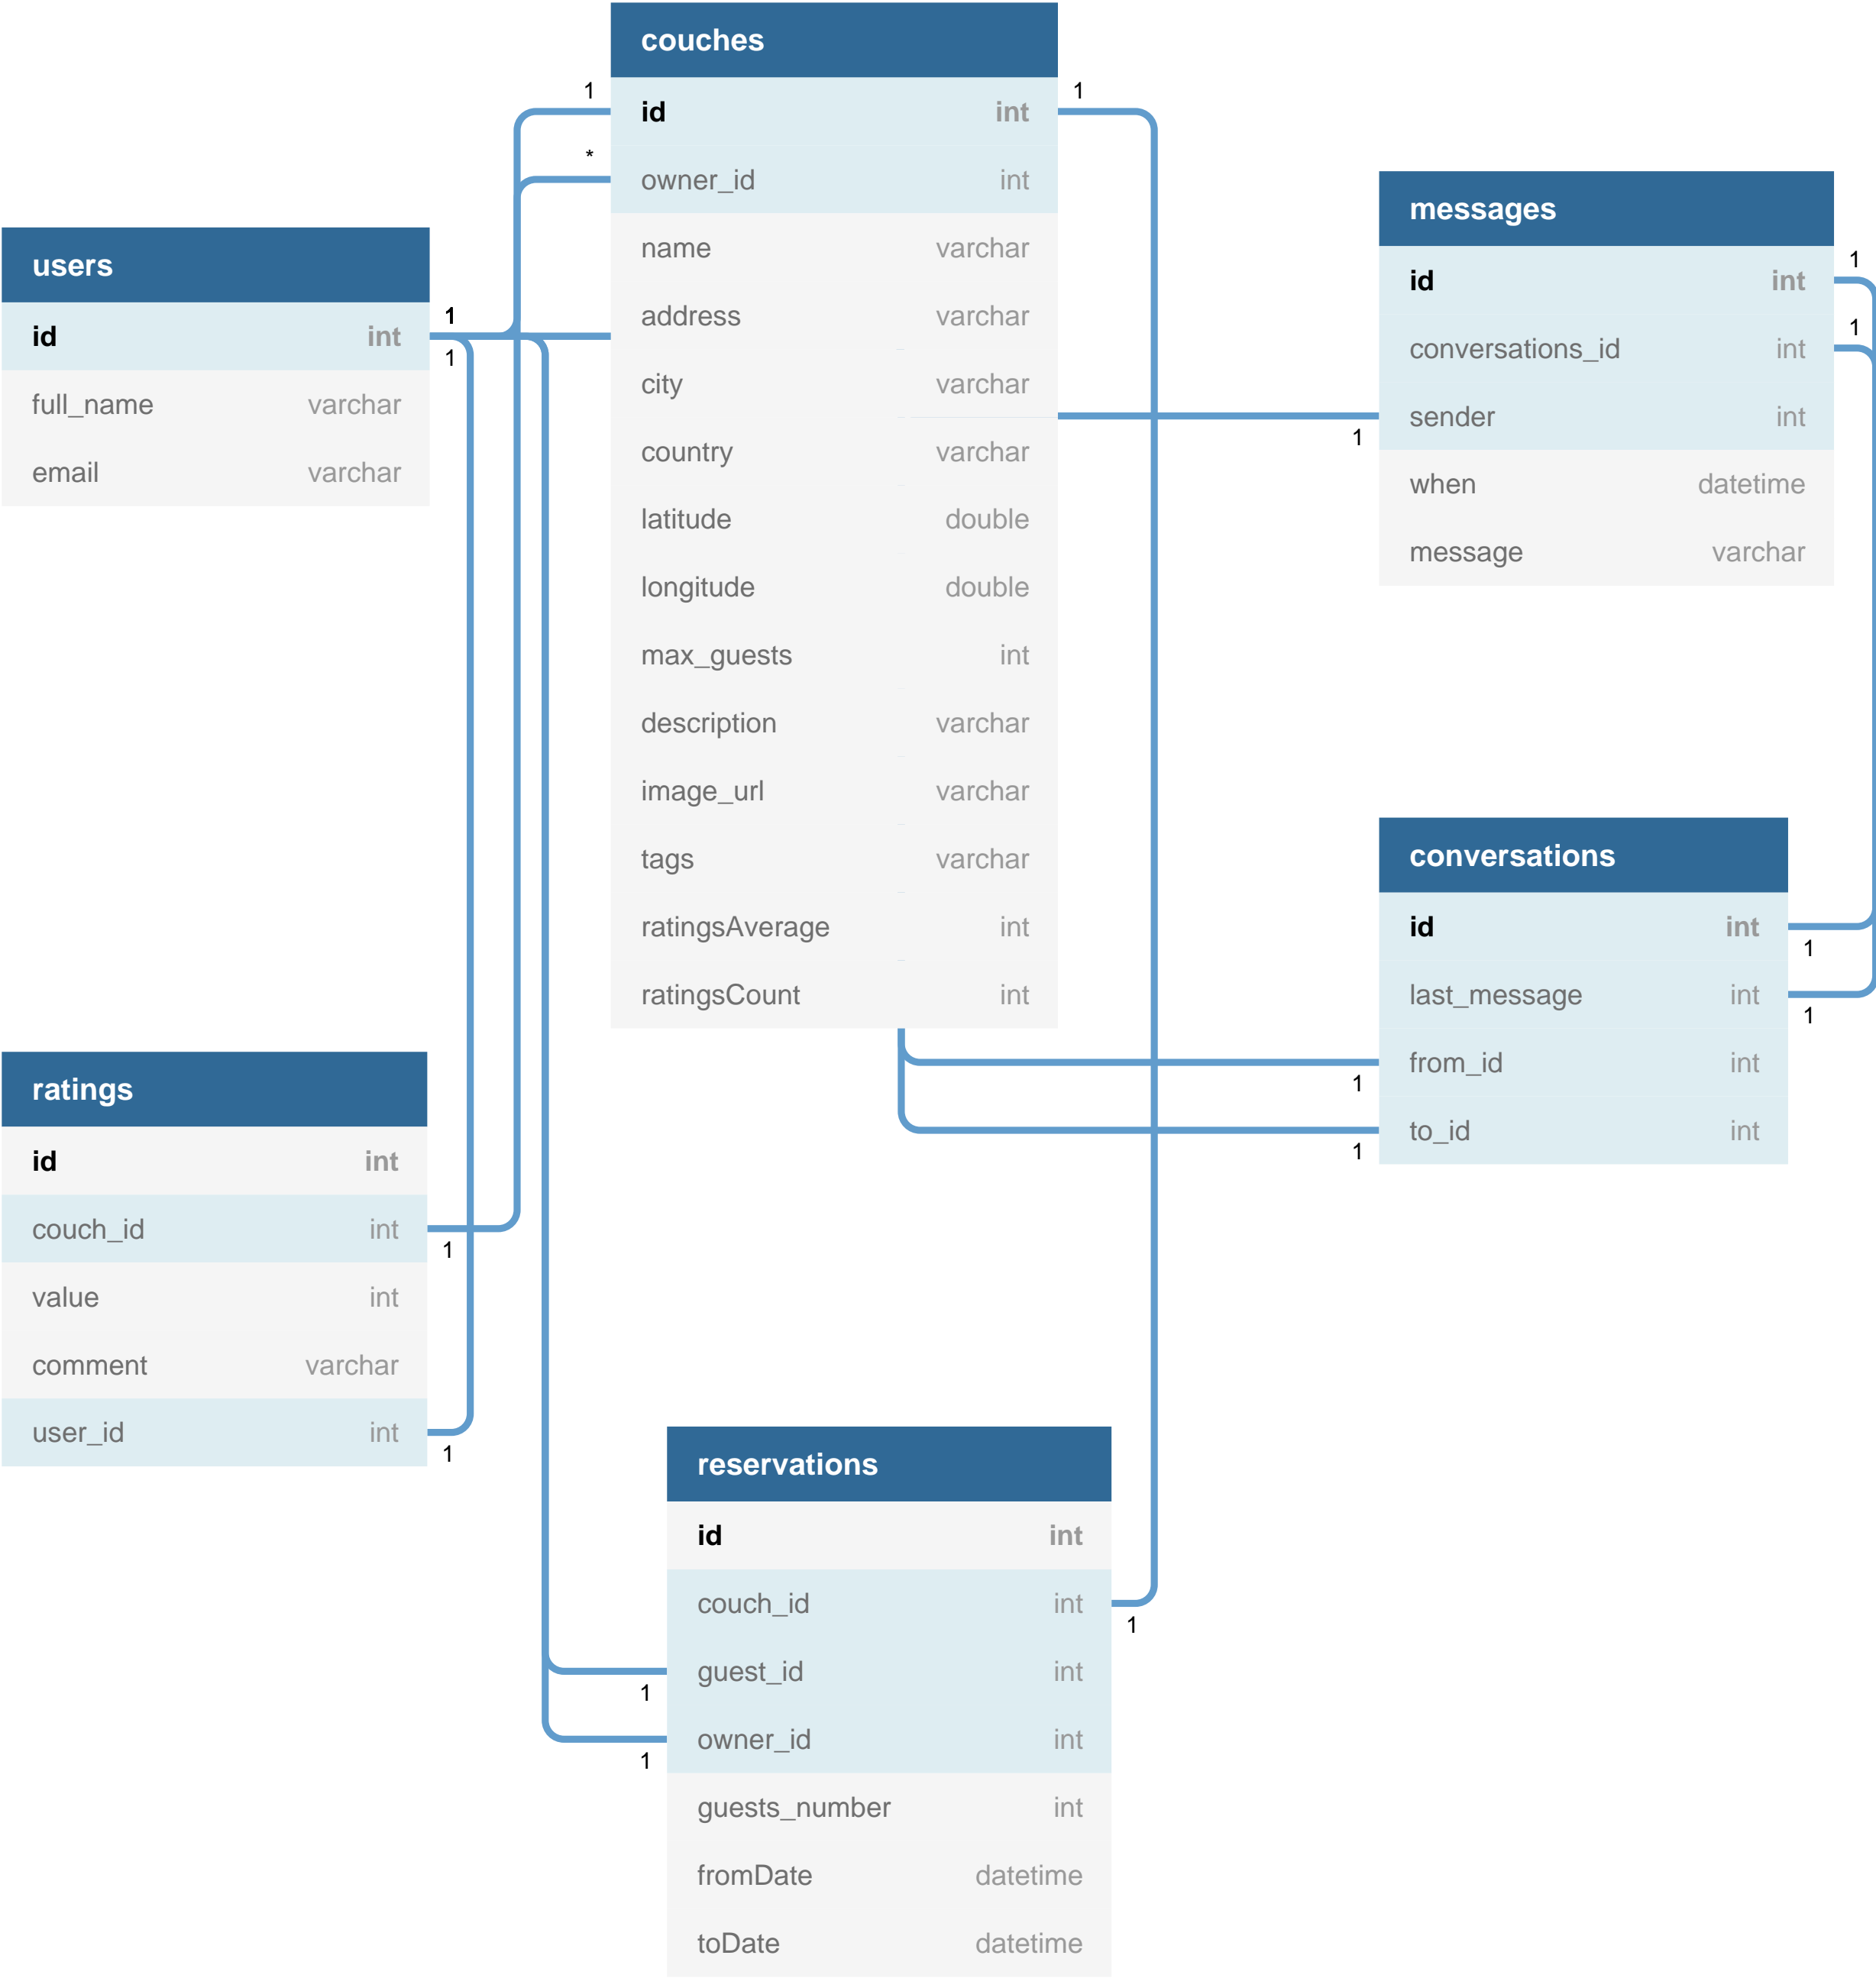 couches
1
id int
1
*
owner_id int
name varchar
address varchar
city varchar
country varchar
latitude double
longitude double
max_guests int
description varchar
image_url varchar
tags varchar
ratingsAverage int
ratingsCount int
users
id int
1
1
full_name varchar
email varchar
messages
id int
1
conversations_id int
1
sender int
1
when datetime
message varchar
conversations
id int
1
last_message int
1
from_id int
1
to_id int
1
ratings
id int
couch_id int
1
value int
comment varchar
user_id int
1
reservations
id int
couch_id int
1
guest_id int
1
owner_id int
1
guests_number int
fromDate datetime
toDate datetime